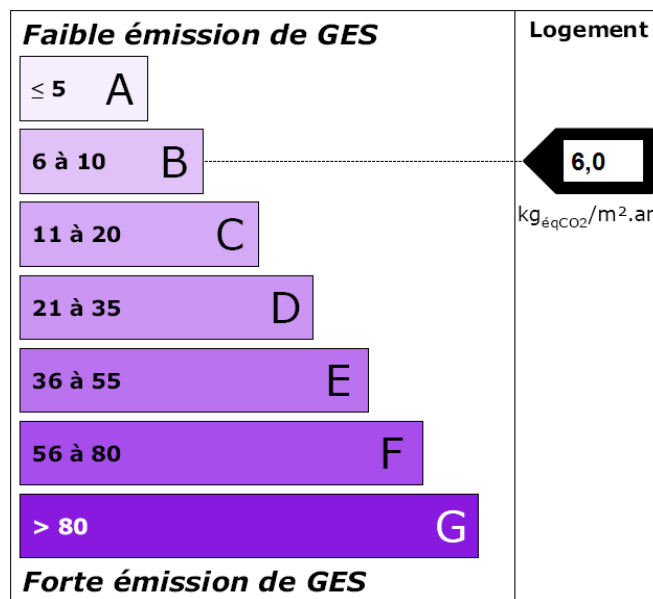 Faible émission de GES
Logement
≤ 5 A
6 à 10 B
6,0
kgéqCO2/m².an
11 à 20 C
21 à 35 D
36 à 55 E
56 à 80 F
> 80 G
Forte émission de GES